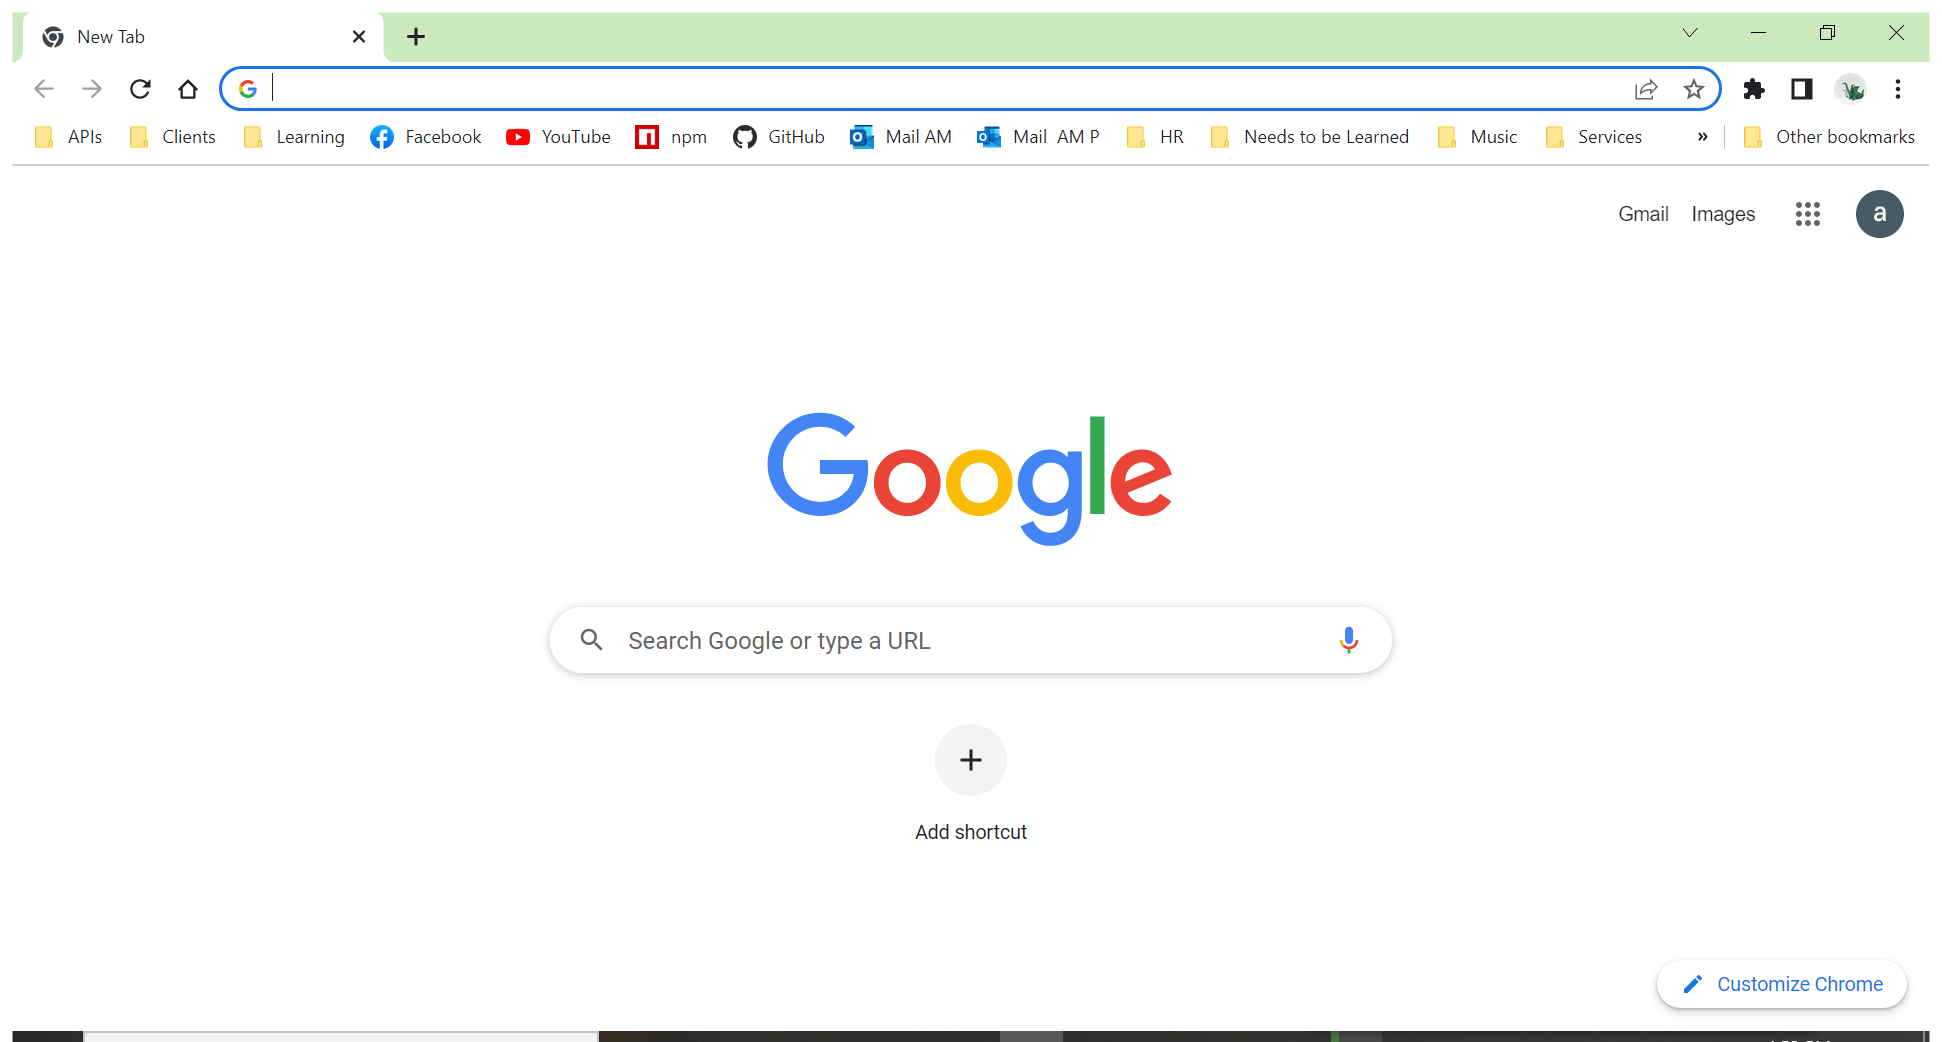 New Tab
APIs Clients Learning Facebook YouTube npm GitHub Mail AM Mail AM P HR Needs to be Learned Music Services » Other bookmarks
Gmail Images a
Google
Search Google or type a URL
Add shortcut
Customize Chrome